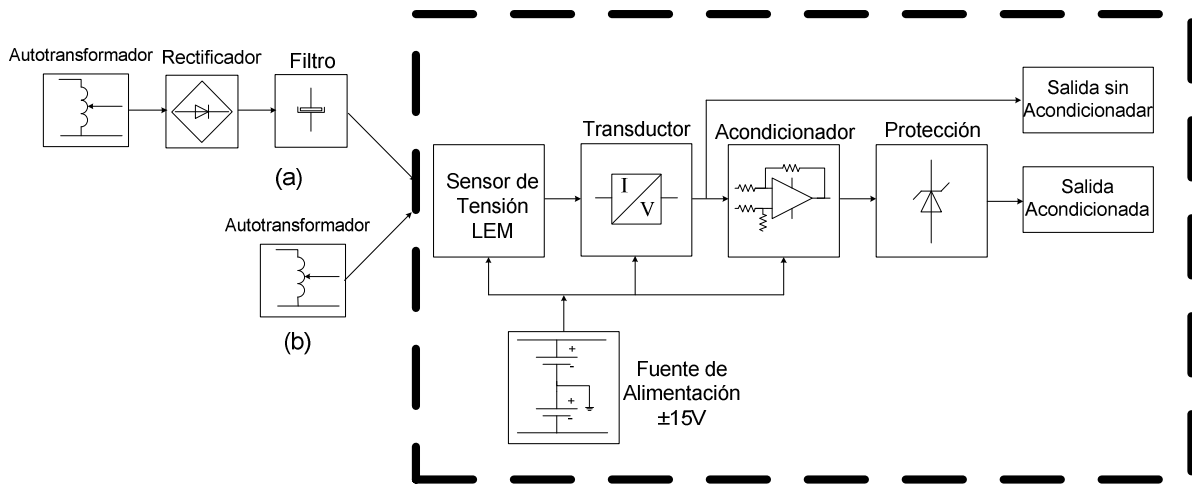 Autotransformador
Rectificador
Filtro
(a)
Autotransformador
(b)
Sensor de
Tensión
LEM
Transductor
I
V
Acondicionador
Protección
Salida sin
Acondicionadar
Salida
Acondicionada
+
-
+
-
Fuente de
Alimentación
±15V